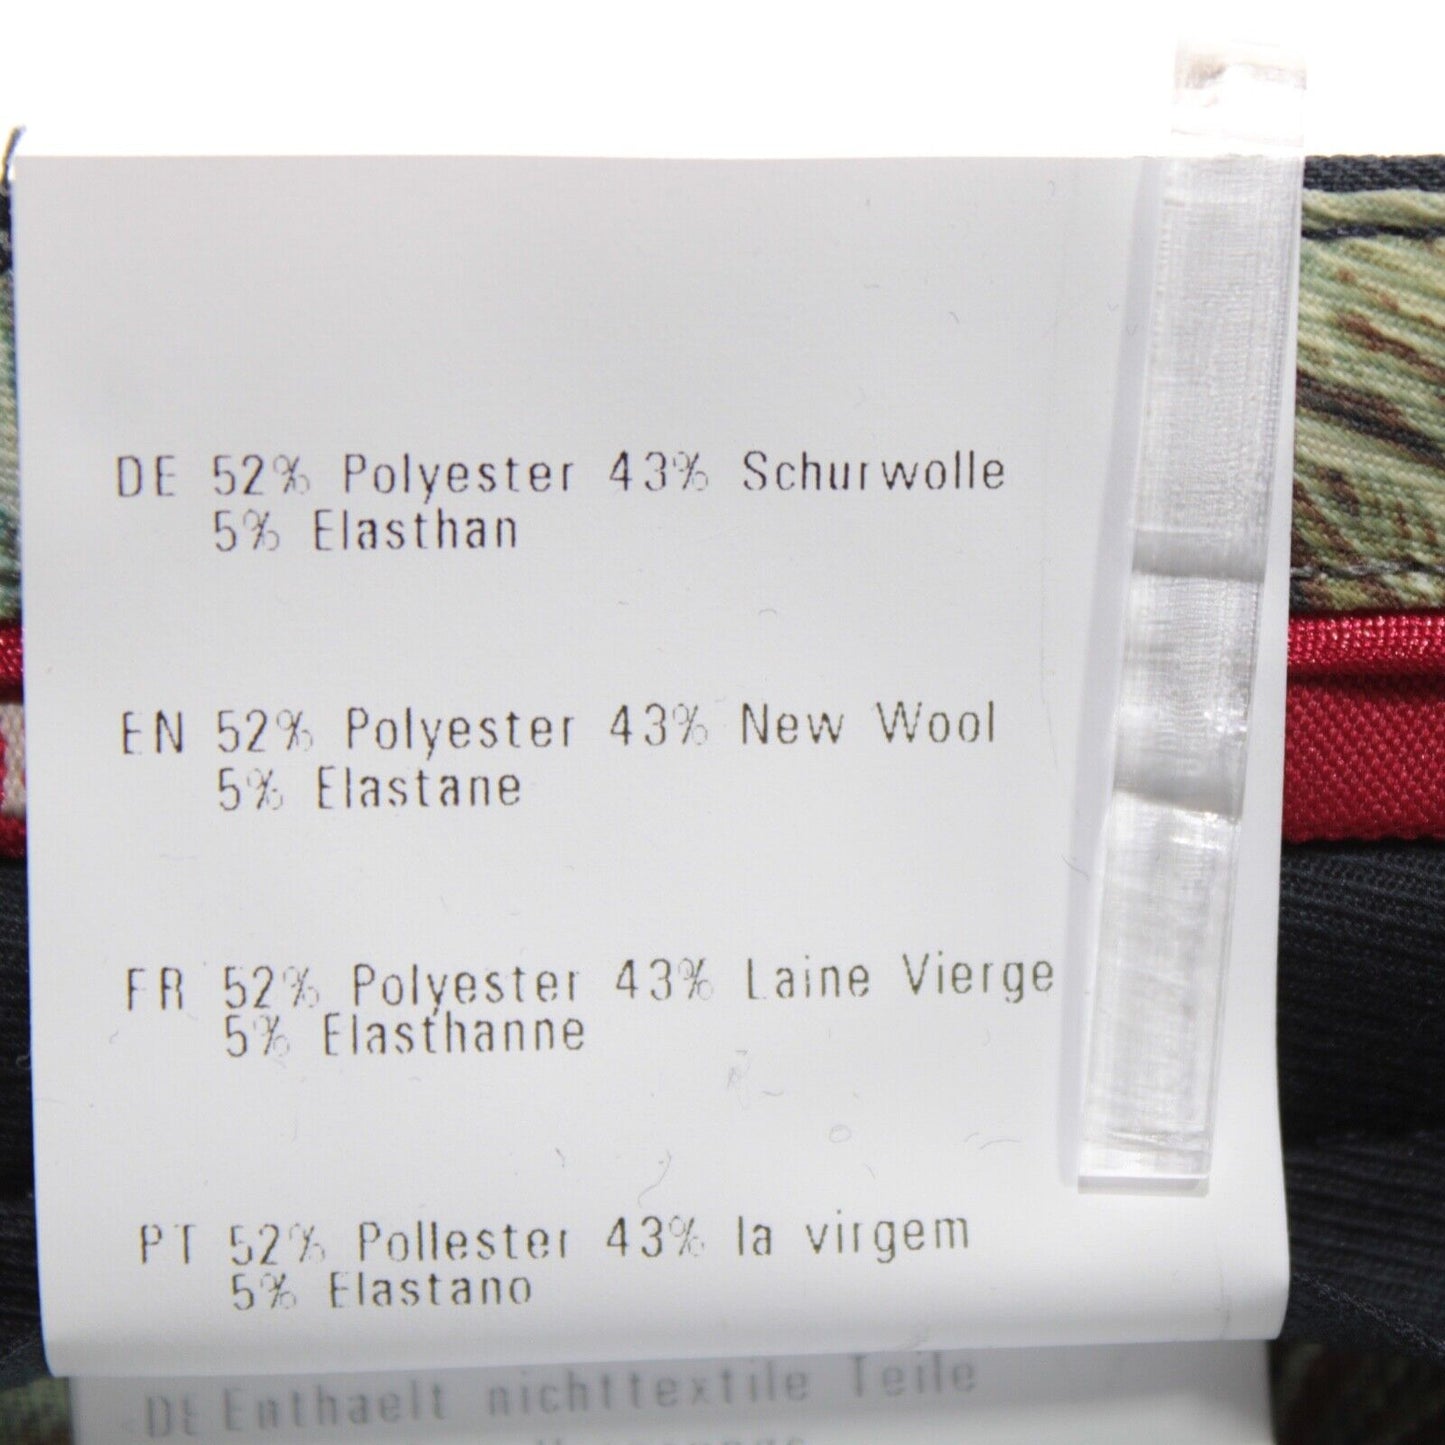 DE 52% Polyester 43% Schurwolle
5% Elasthan
EN 52% Polyester 43% New Wool
5% Elastane
FR 52% Polyester 43% Laine Vierge
5% Elasthanne
PT 52% Poliester 43% la virgem
5% Elastano
DE Enthaelt nichttextile Teile